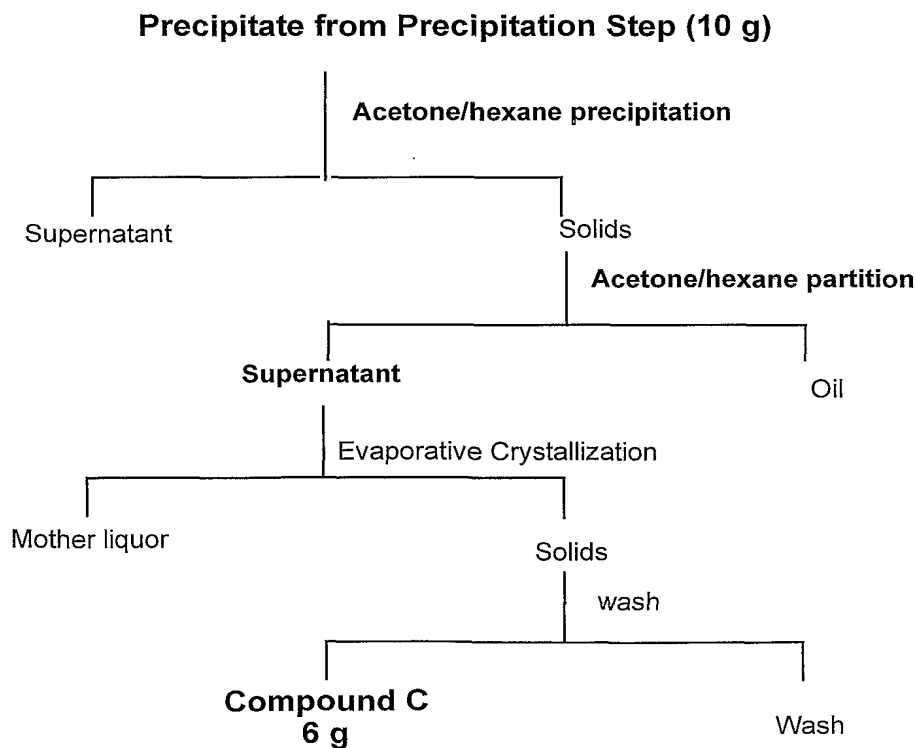 Precipitate from Precipitation Step (10 g)
Acetone/hexane precipitation
Supernatant
Solids
Acetone/hexane partition
Supernatant
Oil
Evaporative Crystallization
Mother liquor
Solids
wash
Compound C
6 g
Wash